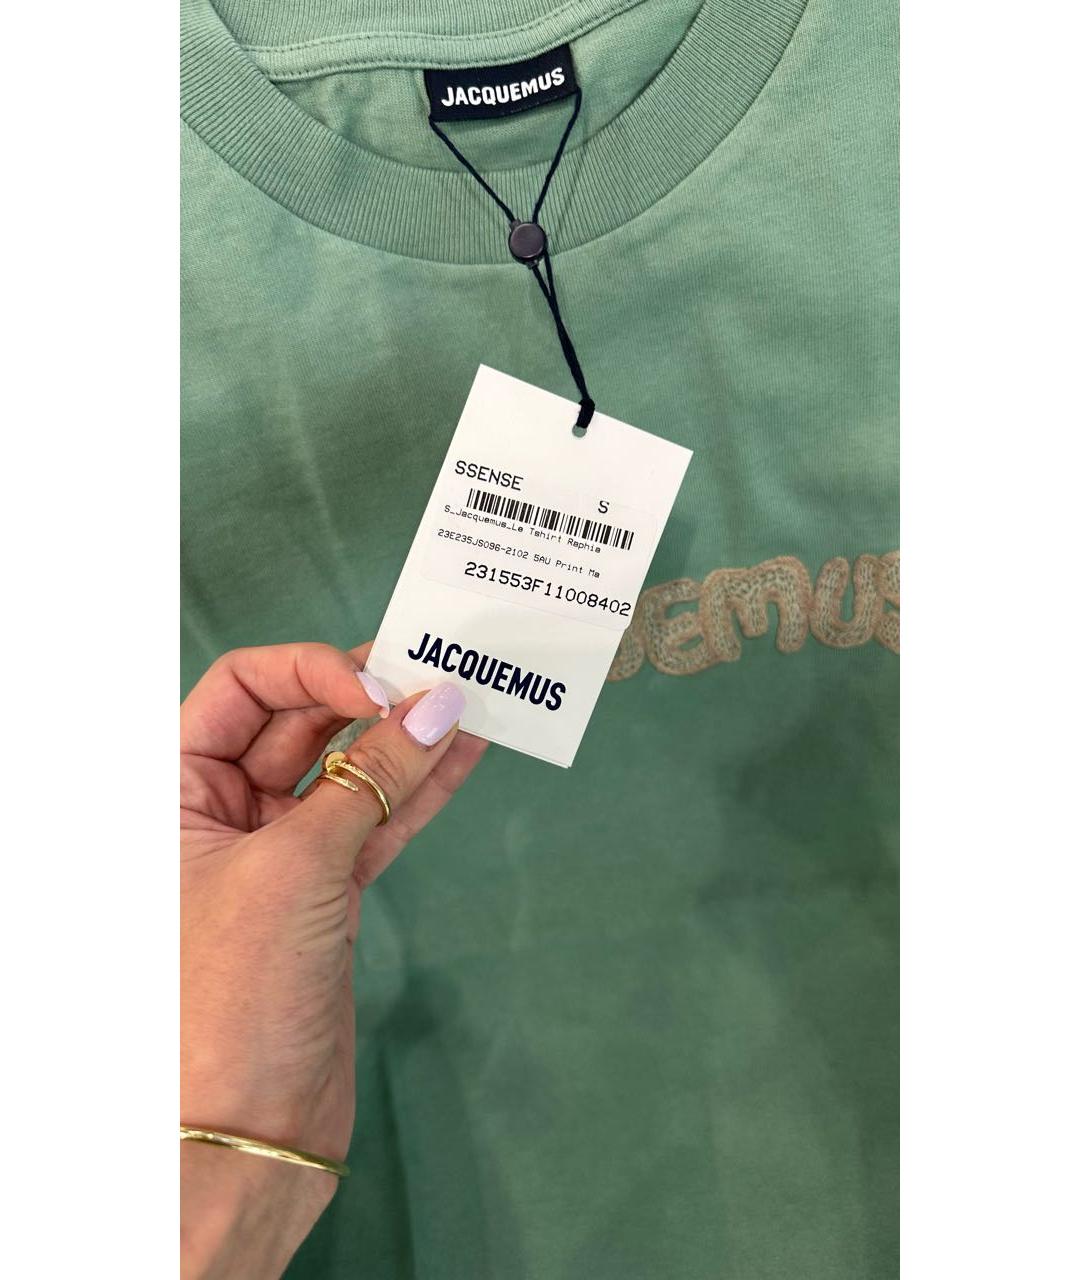 JACQUEMUS
SSENSE
S
S_Jacquemus_Le Tshirt Raphia
23E235JS096-2102 5AU Print Ma
231553F11008402
JACQUEMUS
EMUS